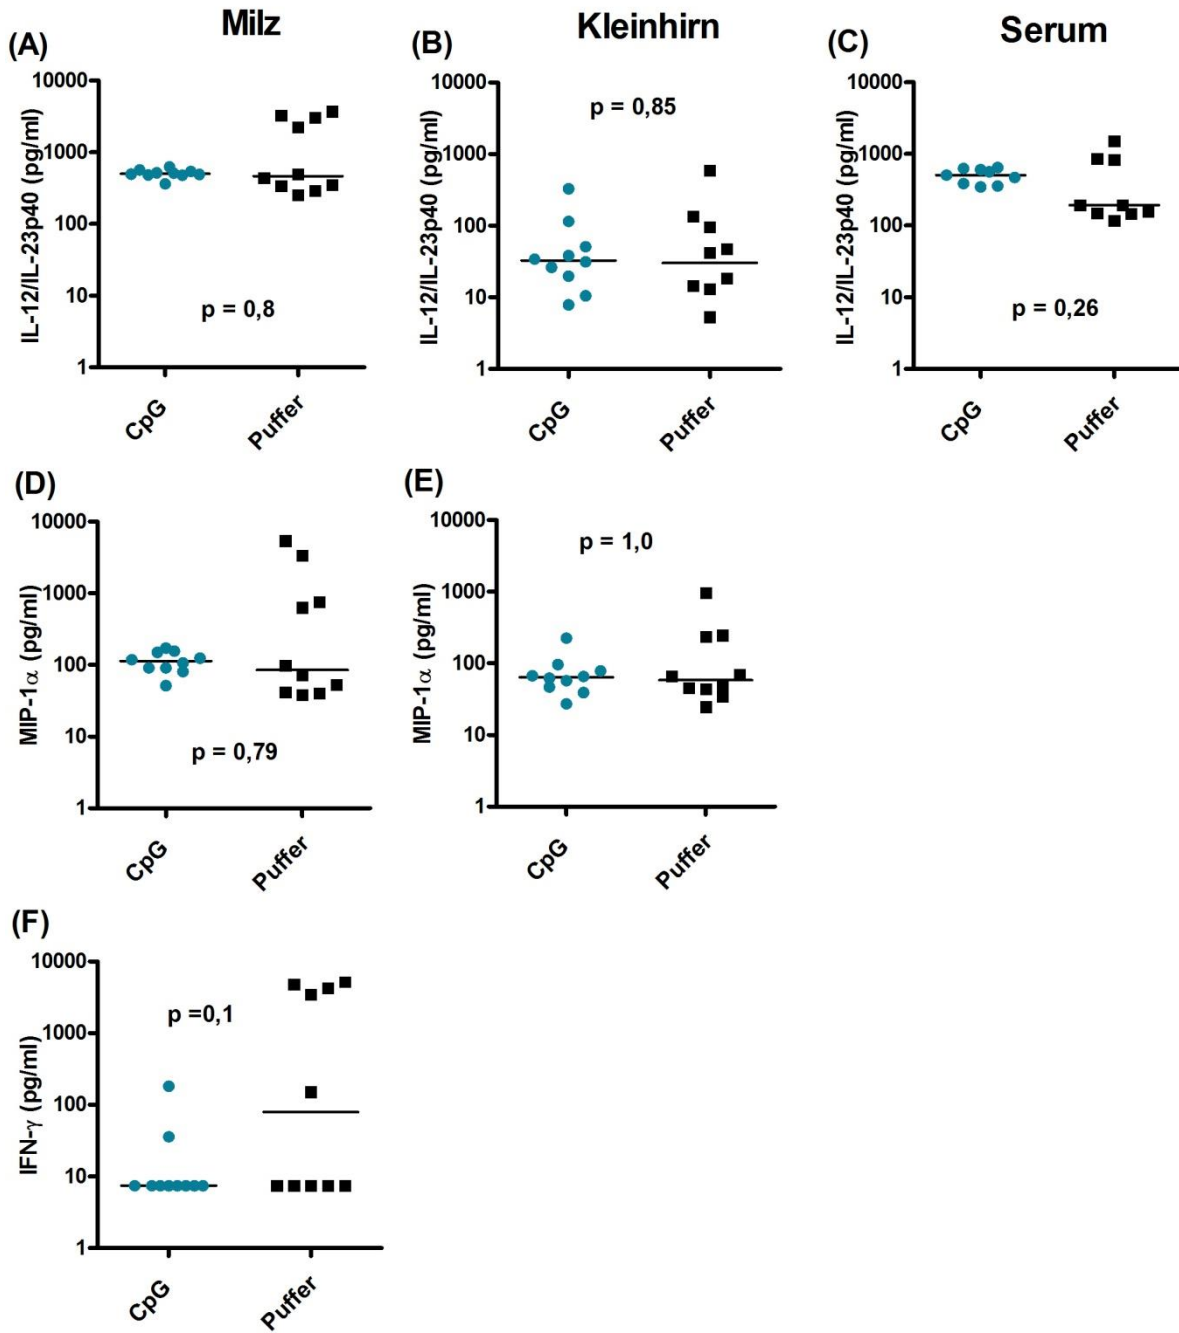 Milz
Kleinhirn
Serum
(A)
IL-12/IL-23p40 (pg/ml)
10000
1000
100
10
1
p = 0,8
CpG
Puffer
(B)
IL-12/IL-23p40 (pg/ml)
10000
1000
100
10
1
p = 0,85
CpG
Puffer
(C)
IL-12/IL-23p40 (pg/ml)
10000
1000
100
10
1
p = 0,26
CpG
Puffer
(D)
MIP-1α (pg/ml)
10000
1000
100
10
1
p = 0,79
CpG
Puffer
(E)
MIP-1α (pg/ml)
10000
1000
100
10
1
p = 1,0
CpG
Puffer
(F)
IFN-γ (pg/ml)
10000
1000
100
10
1
p =0,1
CpG
Puffer